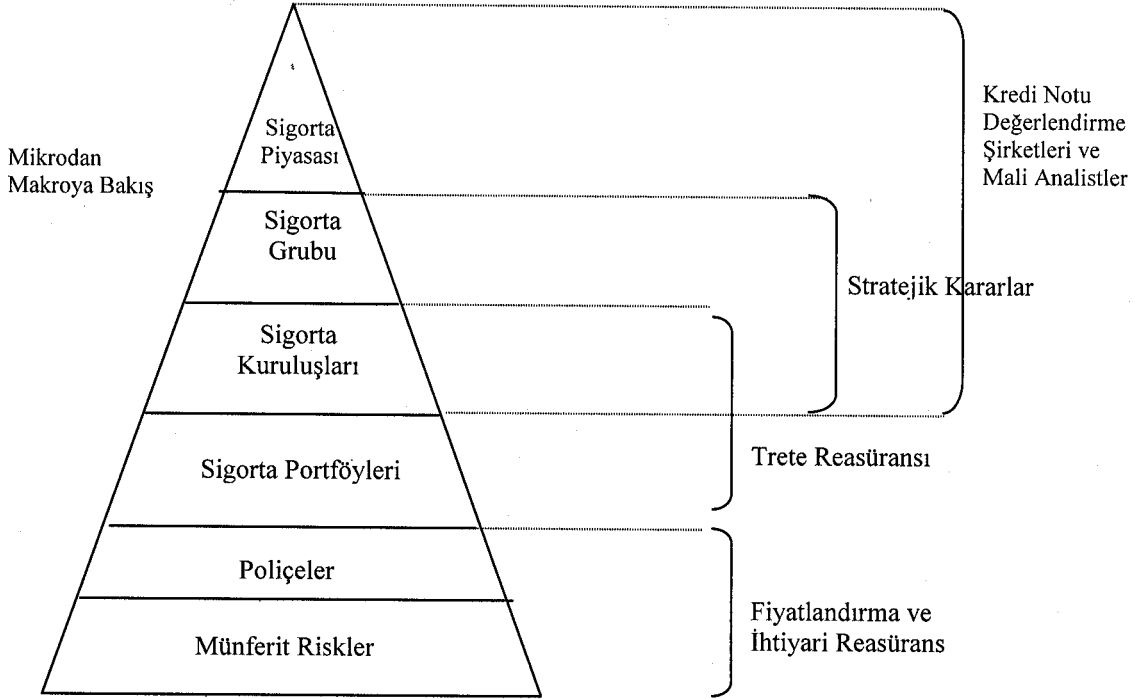 Mikrodan
Makroya Bakış
Sigorta
Piyasası
Sigorta
Grubu
Sigorta
Kuruluşları
Sigorta Portföyleri
Poliçeler
Münferit Riskler
Kredi Notu
Değerlendirme
Şirketleri ve
Mali Analistler
Stratejik Kararlar
Trete Reasüransı
Fiyatlandırma ve
İhtiyari Reasürans